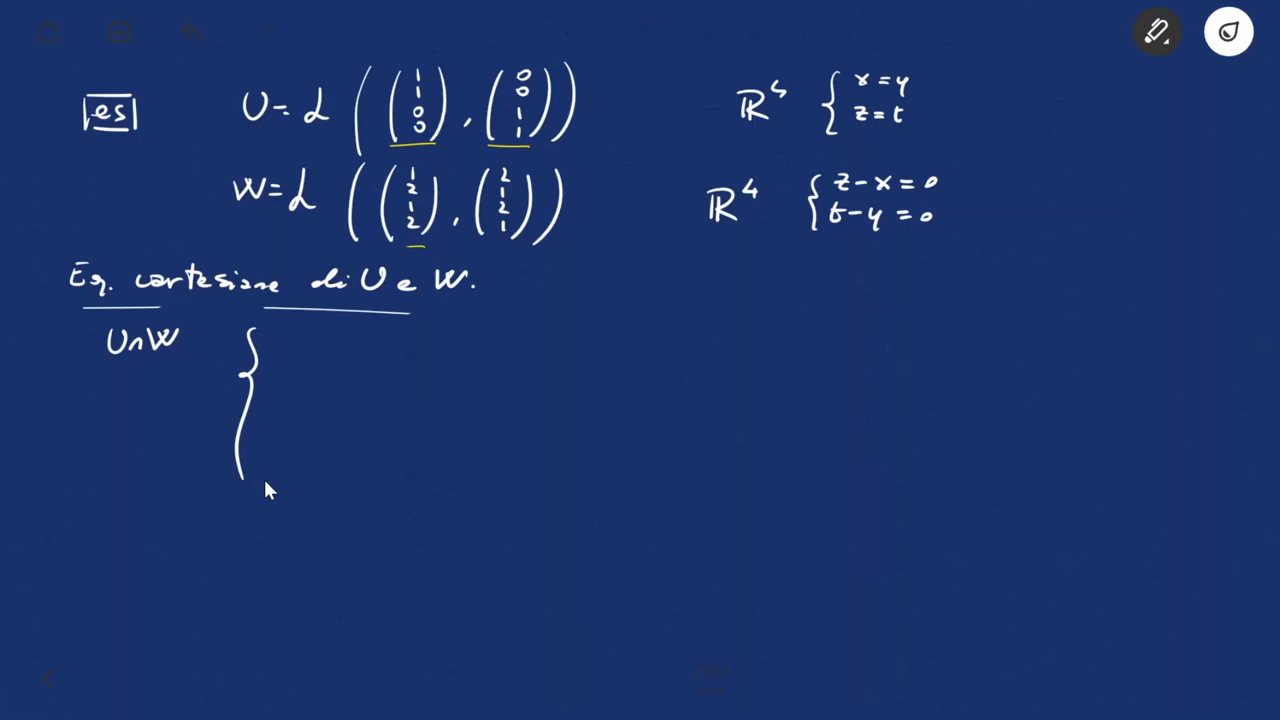 es U = L ( (1 1 0 0), (0 0 1 1) ) ℝ⁴ { x = y
z = t
W = L ( (1 2 1 2), (2 1 2 1) ) ℝ⁴ { z - x = 0
t - y = 0
Eq. cartesiane di U e W.
U∩W {